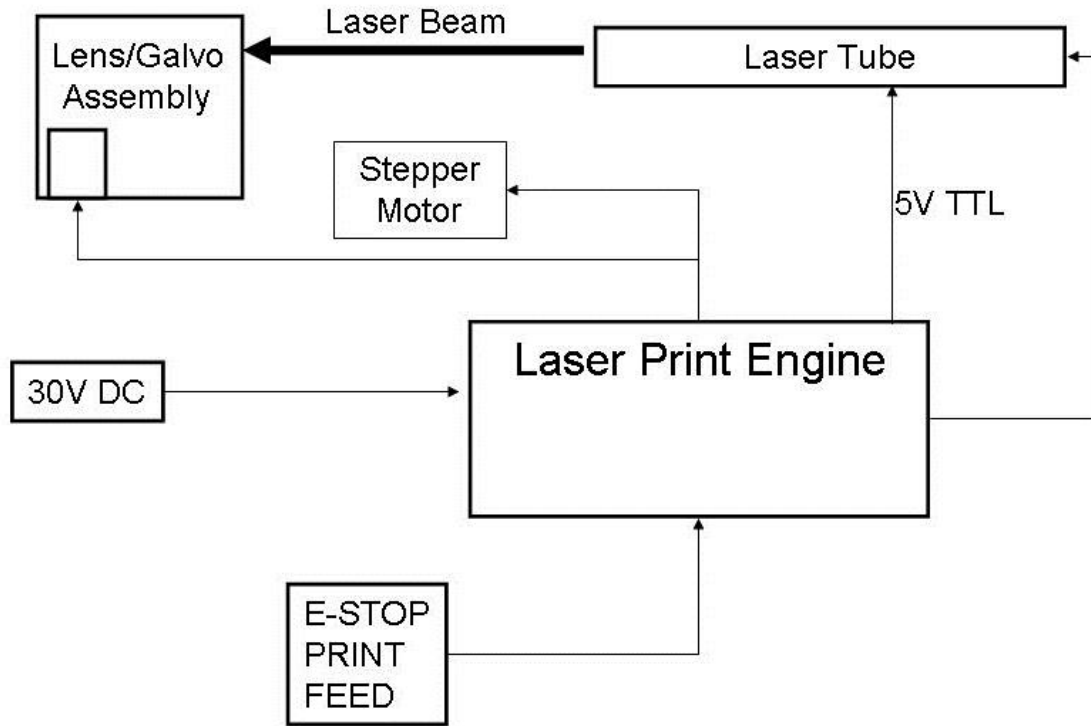 Laser Beam
Lens/Galvo
Assembly
Laser Tube
Stepper
Motor
5V TTL
Laser Print Engine
30V DC
E-STOP
PRINT
FEED